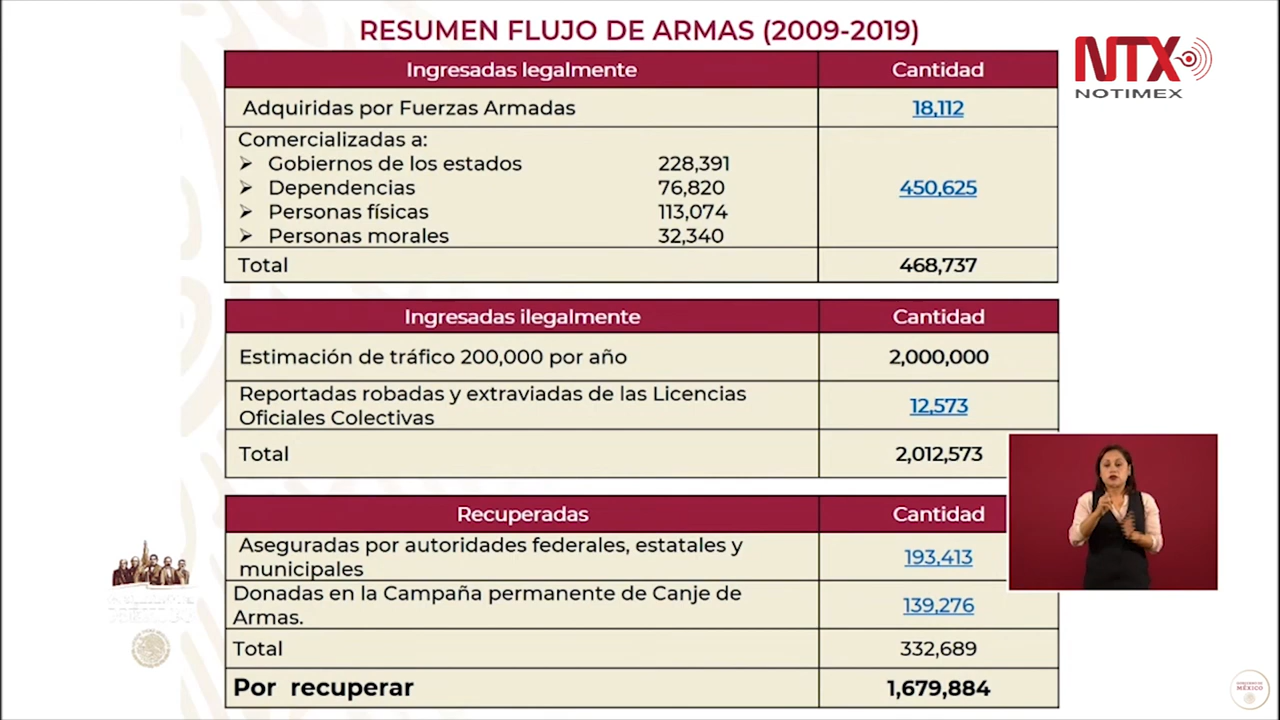 RESUMEN FLUJO DE ARMAS (2009-2019)
NTX
NOTIMEX
Ingresadas legalmente Cantidad
Adquiridas por Fuerzas Armadas 18,112
Comercializadas a:
➢ Gobiernos de los estados 228,391
➢ Dependencias 76,820
➢ Personas físicas 113,074
➢ Personas morales 32,340
450,625
Total 468,737
Ingresadas ilegalmente Cantidad
Estimación de tráfico 200,000 por año 2,000,000
Reportadas robadas y extraviadas de las Licencias
Oficiales Colectivas
12,573
Total 2,012,573
Recuperadas Cantidad
Aseguradas por autoridades federales, estatales y
municipales
193,413
Donadas en la Campaña permanente de Canje de
Armas.
139,276
Total 332,689
Por recuperar 1,679,884
MÉXICO